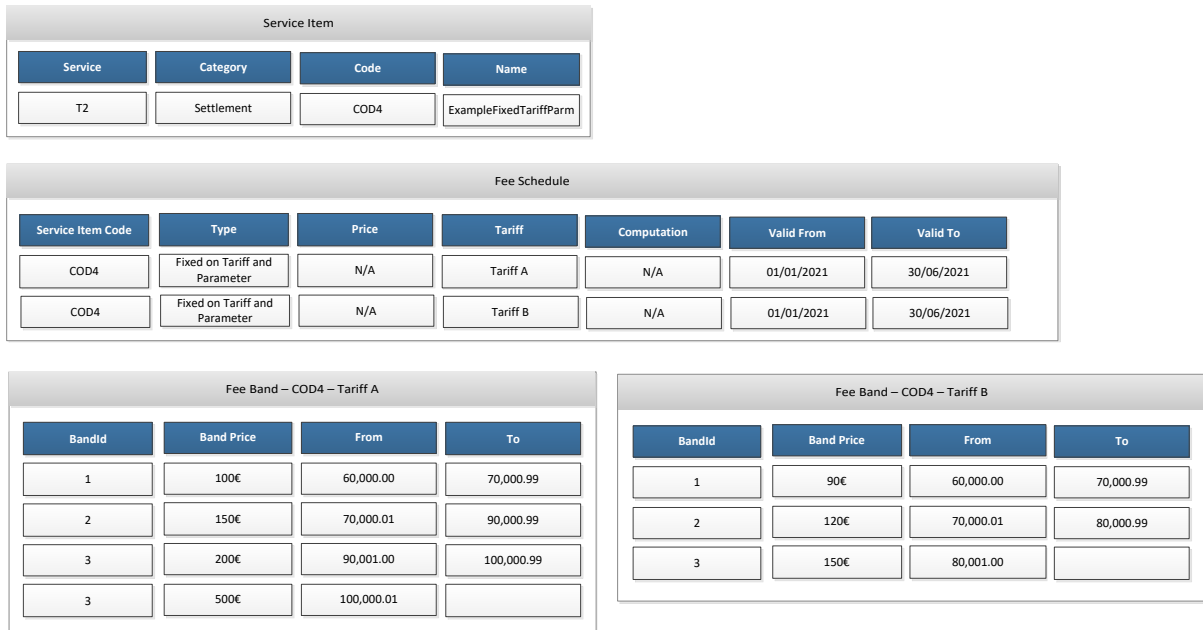 Service Item
Service Category Code Name
T2 Settlement COD4 ExampleFixedTariffParm
Fee Schedule
Service Item Code Type Price Tariff Computation Valid From Valid To
COD4 Fixed on Tariff and Parameter N/A Tariff A N/A 01/01/2021 30/06/2021
COD4 Fixed on Tariff and Parameter N/A Tariff B N/A 01/01/2021 30/06/2021
Fee Band – COD4 – Tariff A
BandId Band Price From To
1 100€ 60,000.00 70,000.99
2 150€ 70,000.01 90,000.99
3 200€ 90,001.00 100,000.99
3 500€ 100,000.01
Fee Band – COD4 – Tariff B
BandId Band Price From To
1 90€ 60,000.00 70,000.99
2 120€ 70,000.01 80,000.99
3 150€ 80,001.00